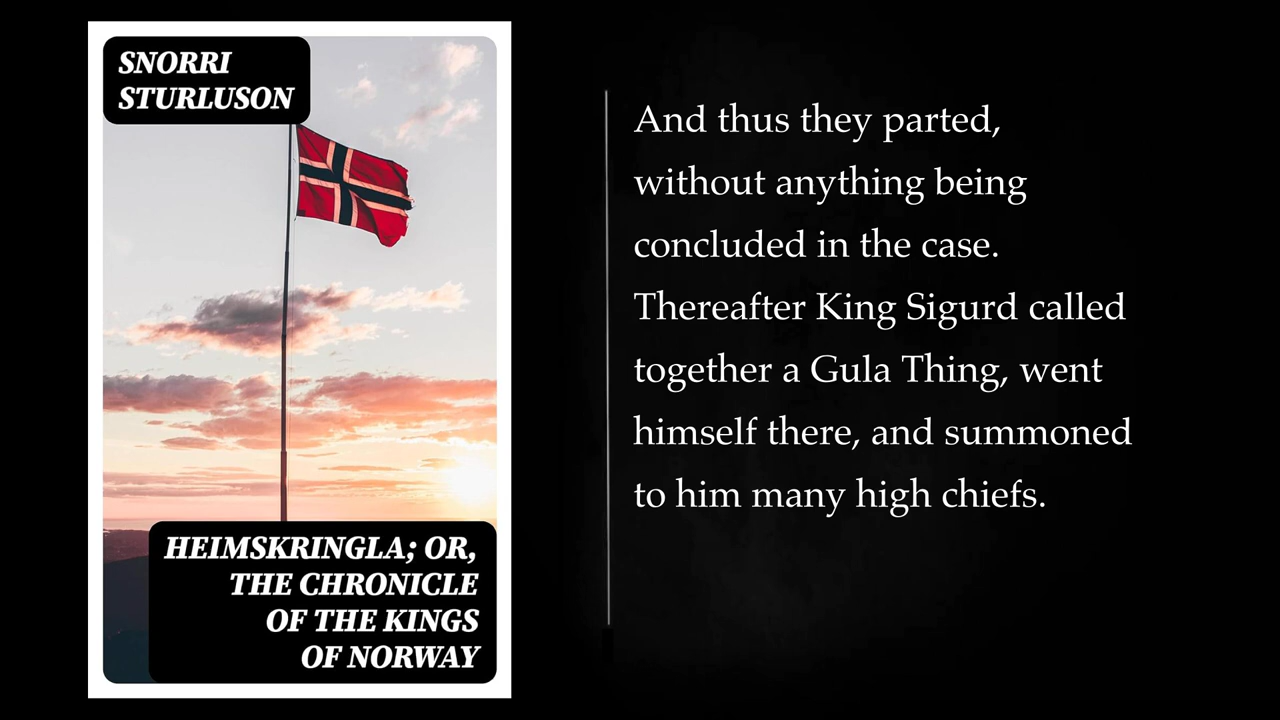 SNORRI
STURLUSON
HEIMSKRINGLA; OR,
THE CHRONICLE
OF THE KINGS
OF NORWAY
And thus they parted,
without anything being
concluded in the case.
Thereafter King Sigurd called
together a Gula Thing, went
himself there, and summoned
to him many high chiefs.